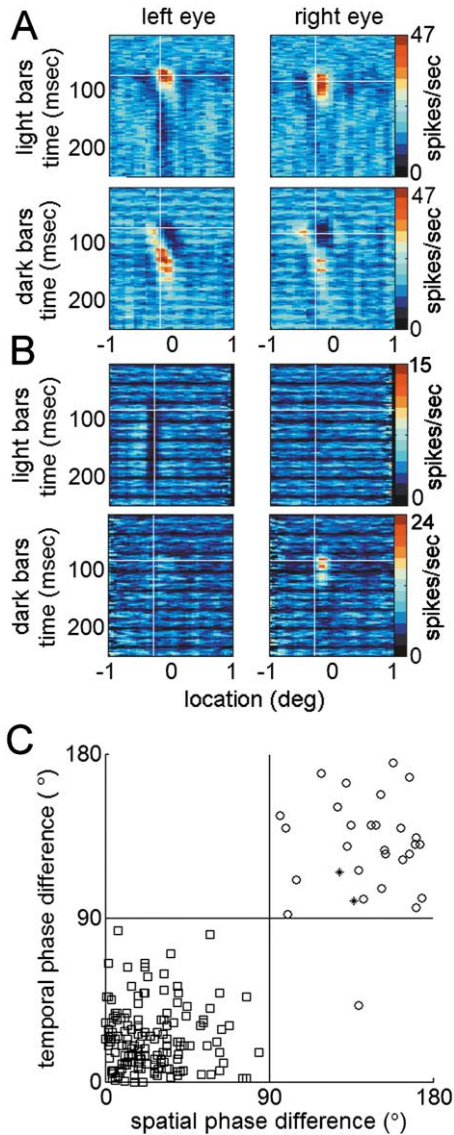 A
left eye
right eye
light bars
time (msec)
100
200
47
0
spikes/sec
dark bars
time (msec)
100
200
47
0
spikes/sec
-1 0 1
-1 0 1
B
light bars
time (msec)
100
200
15
0
spikes/sec
dark bars
time (msec)
100
200
24
0
spikes/sec
-1 0 1
-1 0 1
location (deg)
C
temporal phase difference (°)
180
90
0
0 90 180
spatial phase difference (°)